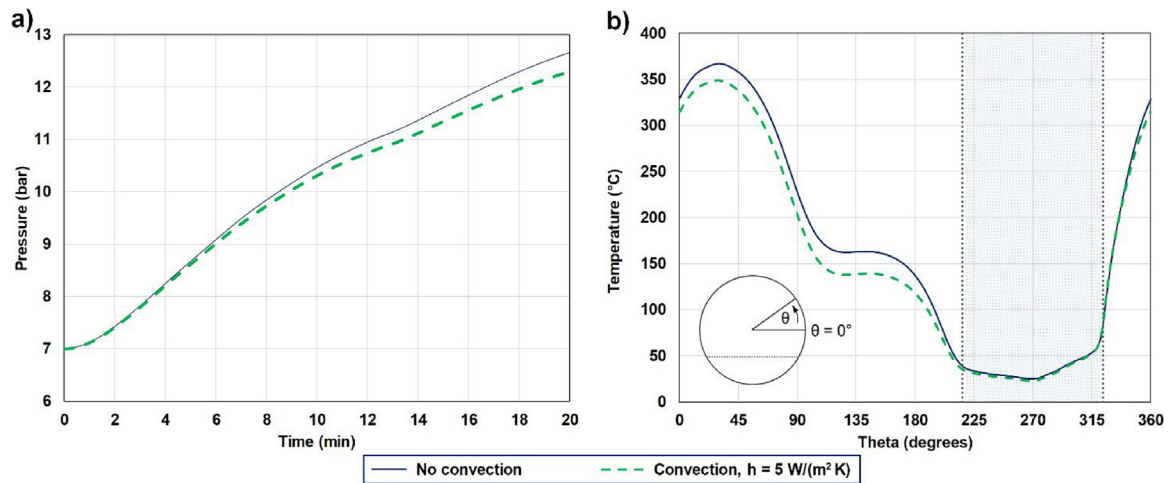 a)
13
12
11
10
9
8
7
6
Pressure (bar)
0 2 4 6 8 10 12 14 16 18 20
Time (min)
b)
400
350
300
250
200
150
100
50
0
Temperature (°C)
θ
θ = 0°
0 45 90 135 180 225 270 315 360
Theta (degrees)
No convection
Convection, h = 5 W/(m² K)